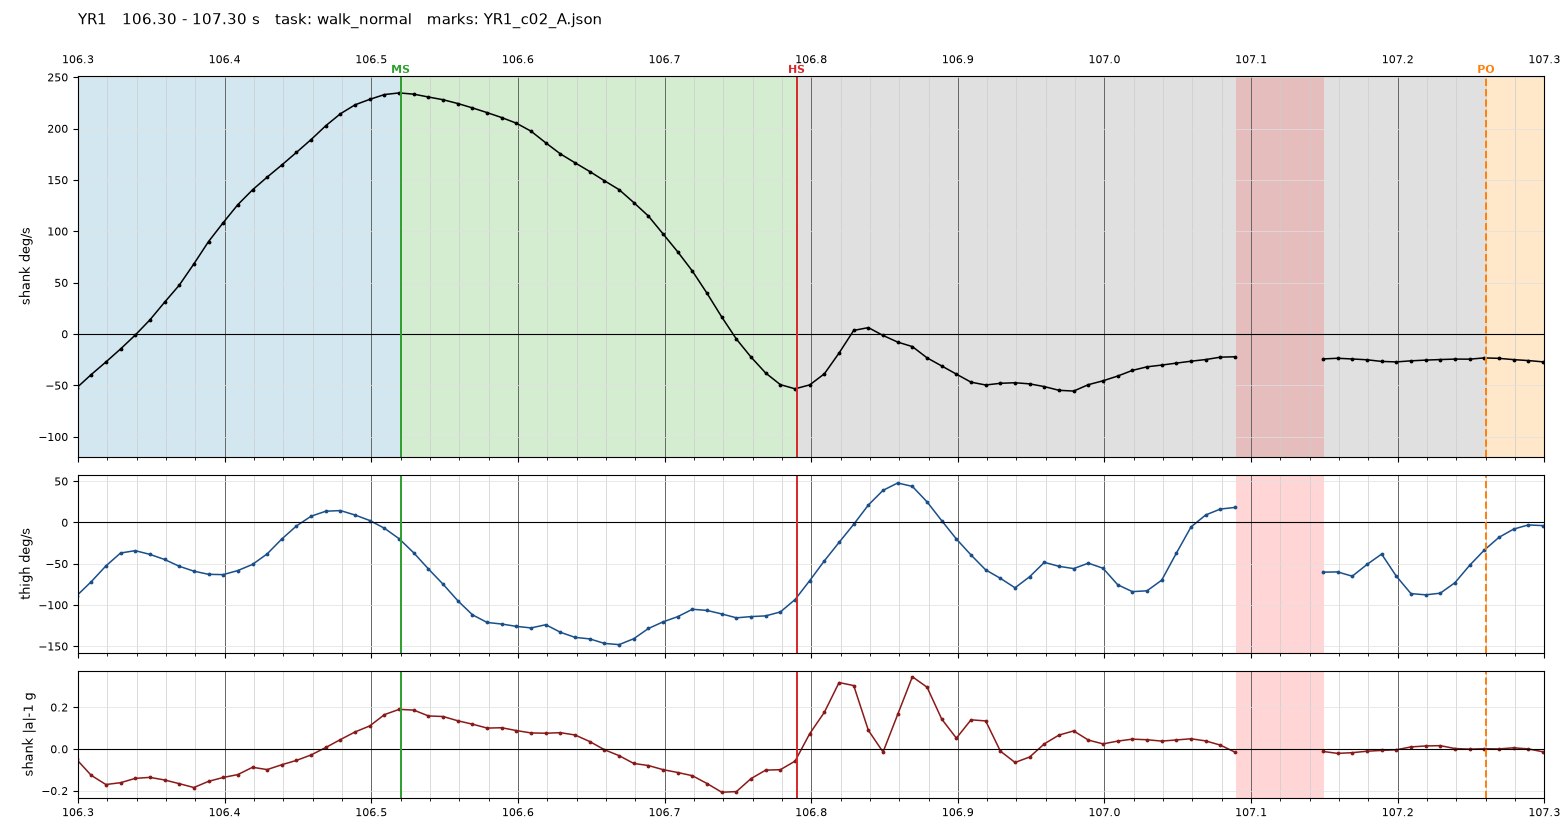 YR1   106.30 - 107.30 s   task: walk_normal   marks: YR1_c02_A.json
106.3 106.4 106.5 106.6 106.7 106.8 106.9 107.0 107.1 107.2 107.3
MS HS PO
250
200
150
100
50
0
−50
−100
shank deg/s
50
0
−50
−100
−150
thigh deg/s
0.2
0.0
−0.2
shank |a|-1 g
106.3 106.4 106.5 106.6 106.7 106.8 106.9 107.0 107.1 107.2 107.3